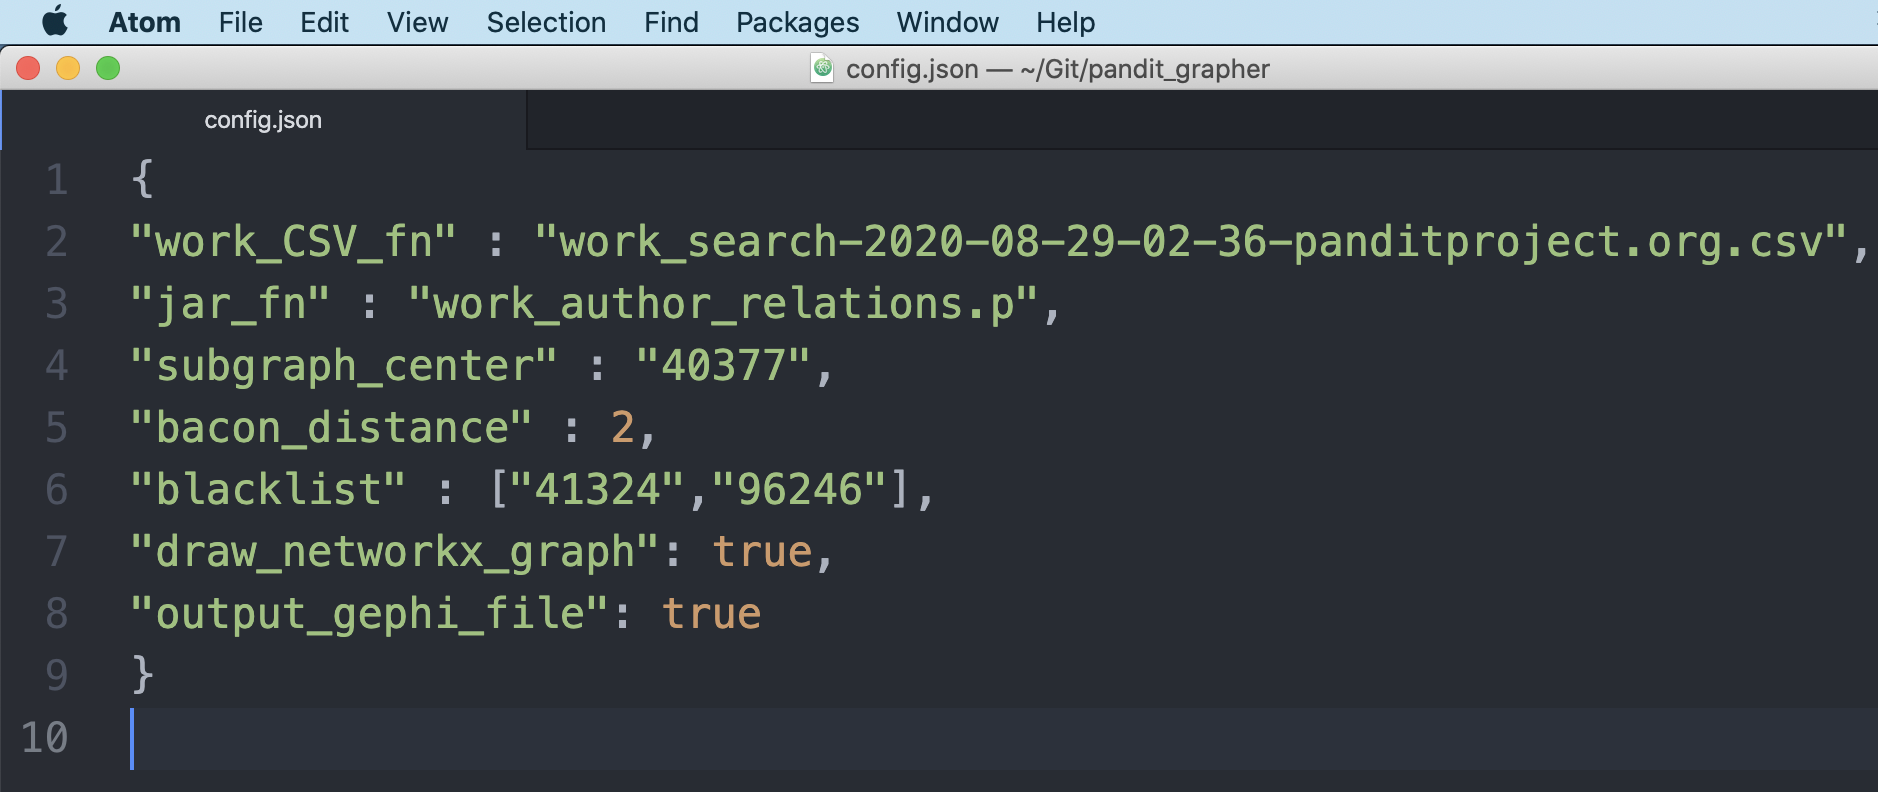 Atom File Edit View Selection Find Packages Window Help
config.json — ~/Git/pandit_grapher
config.json
1 {
2 "work_CSV_fn" : "work_search-2020-08-29-02-36-panditproject.org.csv",
3 "jar_fn" : "work_author_relations.p",
4 "subgraph_center" : "40377",
5 "bacon_distance" : 2,
6 "blacklist" : ["41324","96246"],
7 "draw_networkx_graph": true,
8 "output_gephi_file": true
9 }
10